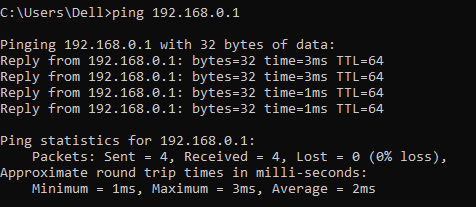 C:\Users\Dell>ping 192.168.0.1
Pinging 192.168.0.1 with 32 bytes of data:
Reply from 192.168.0.1: bytes=32 time=3ms TTL=64
Reply from 192.168.0.1: bytes=32 time=3ms TTL=64
Reply from 192.168.0.1: bytes=32 time=1ms TTL=64
Reply from 192.168.0.1: bytes=32 time=1ms TTL=64
Ping statistics for 192.168.0.1:
Packets: Sent = 4, Received = 4, Lost = 0 (0% loss),
Approximate round trip times in milli-seconds:
Minimum = 1ms, Maximum = 3ms, Average = 2ms